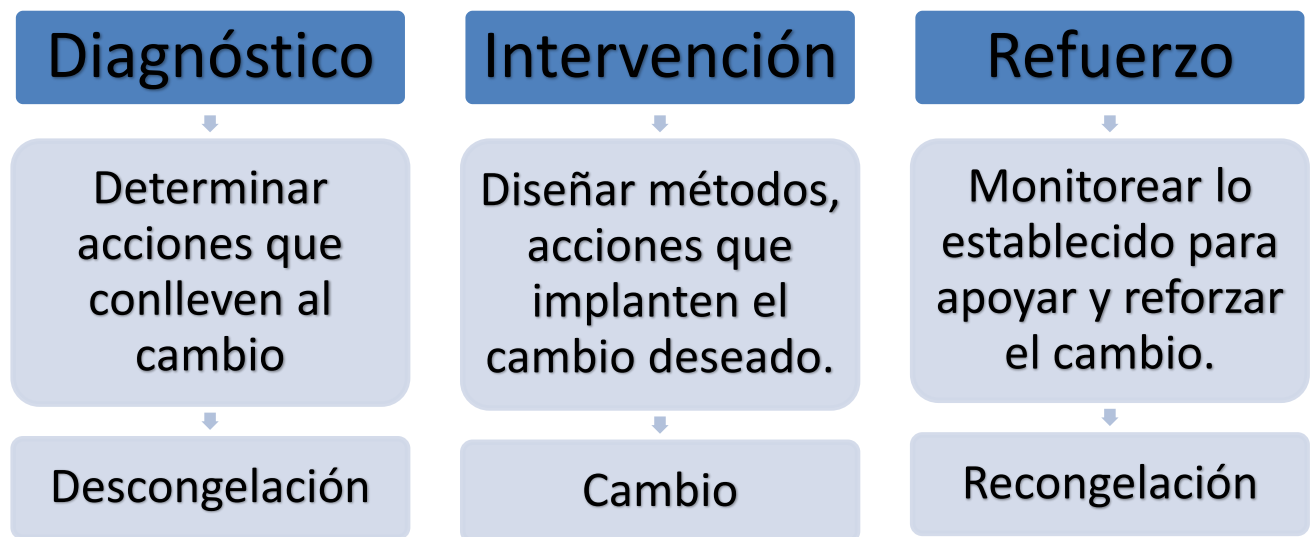 Diagnóstico
Determinar
acciones que
conlleven al
cambio
Descongelación
Intervención
Diseñar métodos,
acciones que
implanten el
cambio deseado.
Cambio
Refuerzo
Monitorear lo
establecido para
apoyar y reforzar
el cambio.
Recongelación